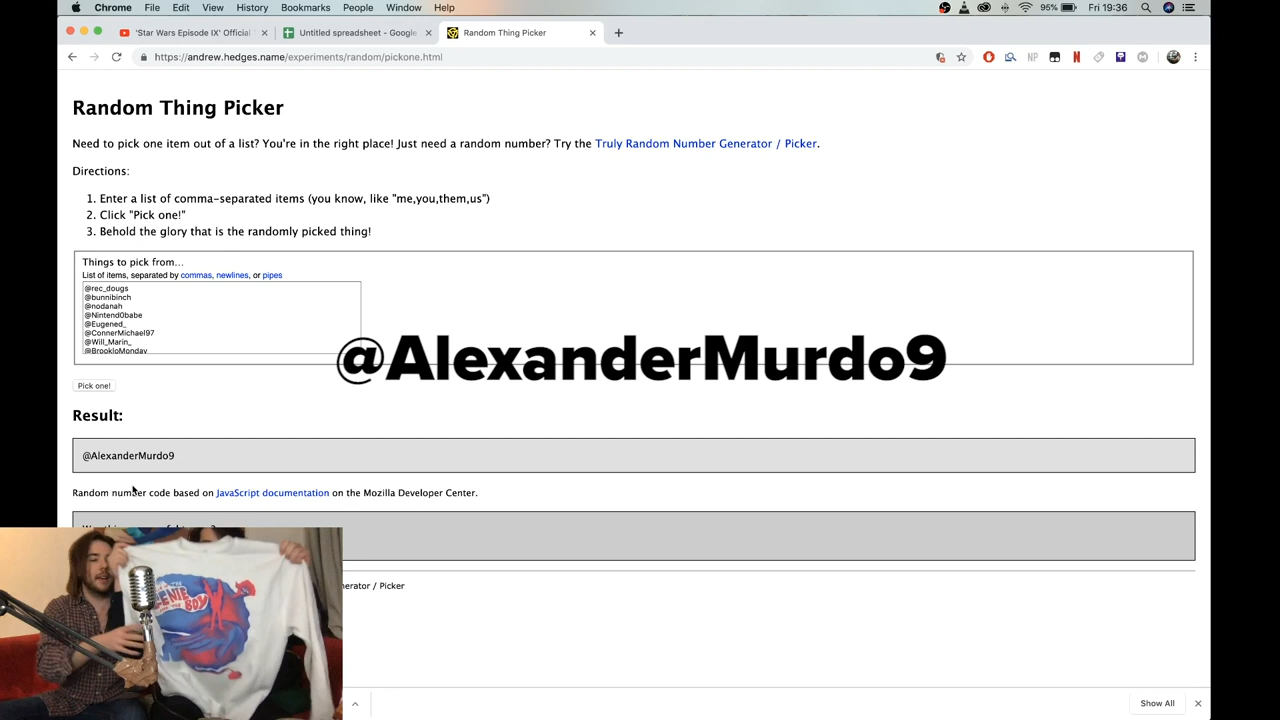 Chrome File Edit View History Bookmarks People Window Help 95% Fri 19:36
'Star Wars Episode IX' Official Untitled spreadsheet - Google Random Thing Picker
https://andrew.hedges.name/experiments/random/pickone.html
Random Thing Picker
Need to pick one item out of a list? You're in the right place! Just need a random number? Try the Truly Random Number Generator / Picker.
Directions:
1. Enter a list of comma-separated items (you know, like "me,you,them,us")
2. Click "Pick one!"
3. Behold the glory that is the randomly picked thing!
Things to pick from...
List of items, separated by commas, newlines, or pipes
@rec_dougs
@bunnibinch
@nodanah
@Nintend0babe
@Eugened_
@ConnerMichael97
@Will_Marin_
@BrookloMonday
@AlexanderMurdo9
Pick one!
Result:
@AlexanderMurdo9
Random number code based on JavaScript documentation on the Mozilla Developer Center.
/ Picker
THE
BOY
Show All